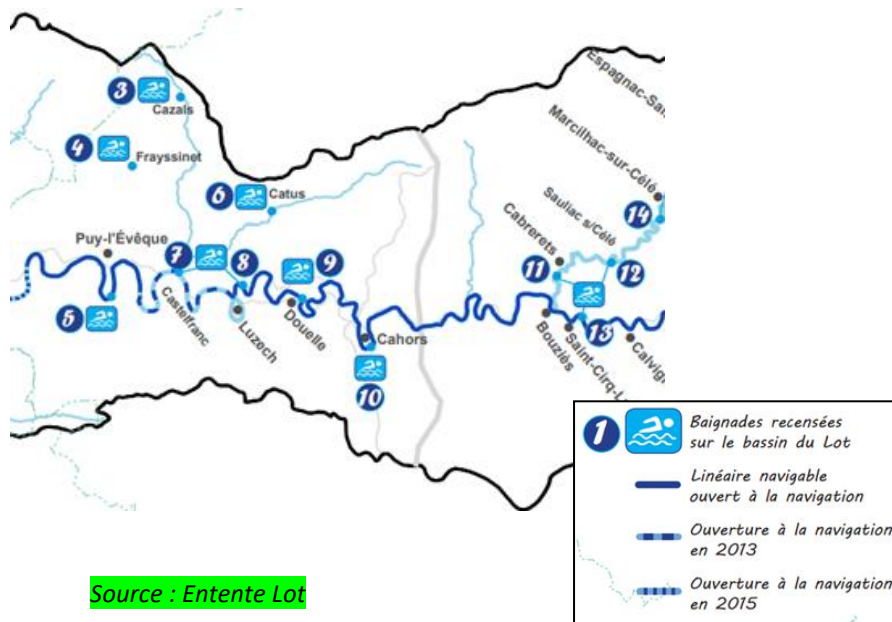 3
Cazals
4
Frayssinet
6
Catus
Puy-l'Évêque
7
8
9
5
Castelfranc
Luzech
Douelle
Cahors
10
Espagnac-Sai
Marcilhac-sur-Célé
Sauliac s/Célé
Cabrerets
14
11
12
13
Bouziès
Saint-Cirq-L
Calvig
1
Baignades recensées
sur le bassin du Lot
Linéaire navigable
ouvert à la navigation
Ouverture à la navigation
en 2013
Ouverture à la navigation
en 2015
Source : Entente Lot